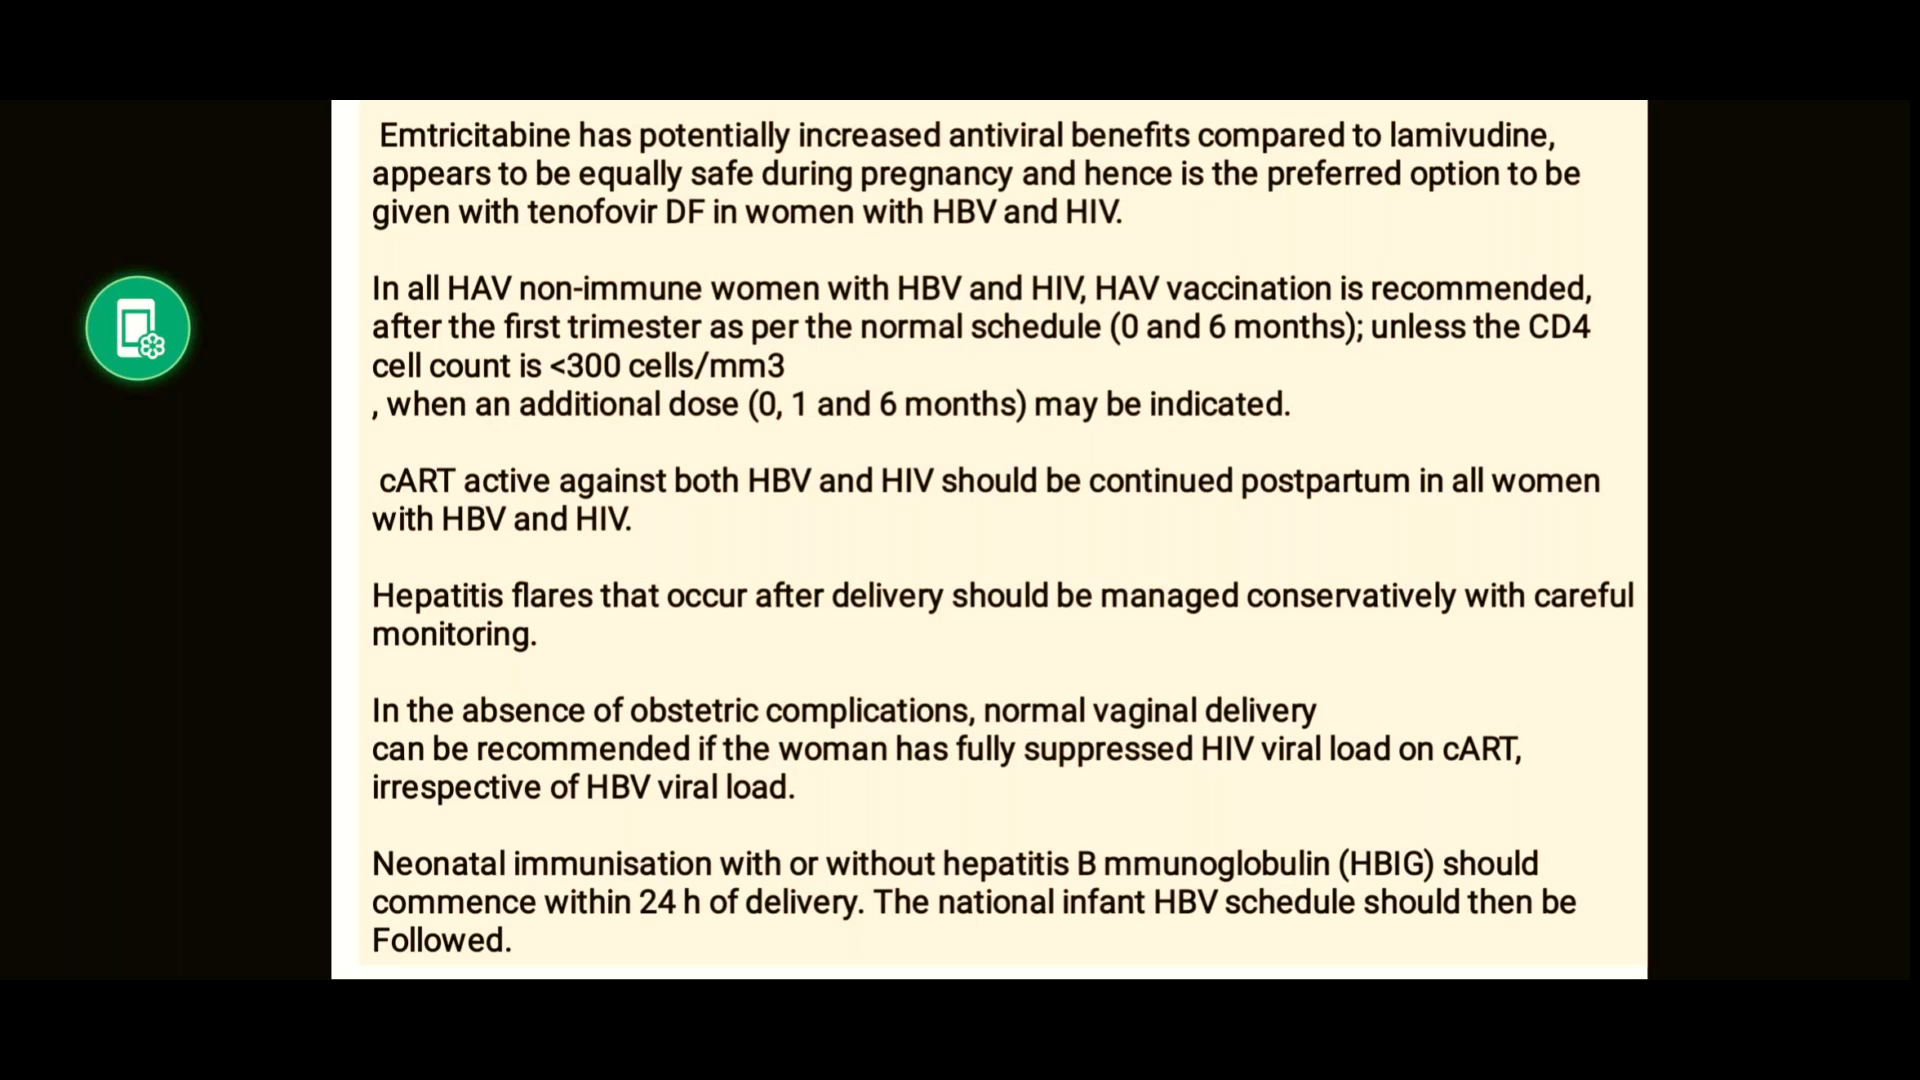 Emtricitabine has potentially increased antiviral benefits compared to lamivudine,
appears to be equally safe during pregnancy and hence is the preferred option to be
given with tenofovir DF in women with HBV and HIV.
In all HAV non-immune women with HBV and HIV, HAV vaccination is recommended,
after the first trimester as per the normal schedule (0 and 6 months); unless the CD4
cell count is <300 cells/mm3
, when an additional dose (0, 1 and 6 months) may be indicated.
cART active against both HBV and HIV should be continued postpartum in all women
with HBV and HIV.
Hepatitis flares that occur after delivery should be managed conservatively with careful
monitoring.
In the absence of obstetric complications, normal vaginal delivery
can be recommended if the woman has fully suppressed HIV viral load on cART,
irrespective of HBV viral load.
Neonatal immunisation with or without hepatitis B mmunoglobulin (HBIG) should
commence within 24 h of delivery. The national infant HBV schedule should then be
Followed.